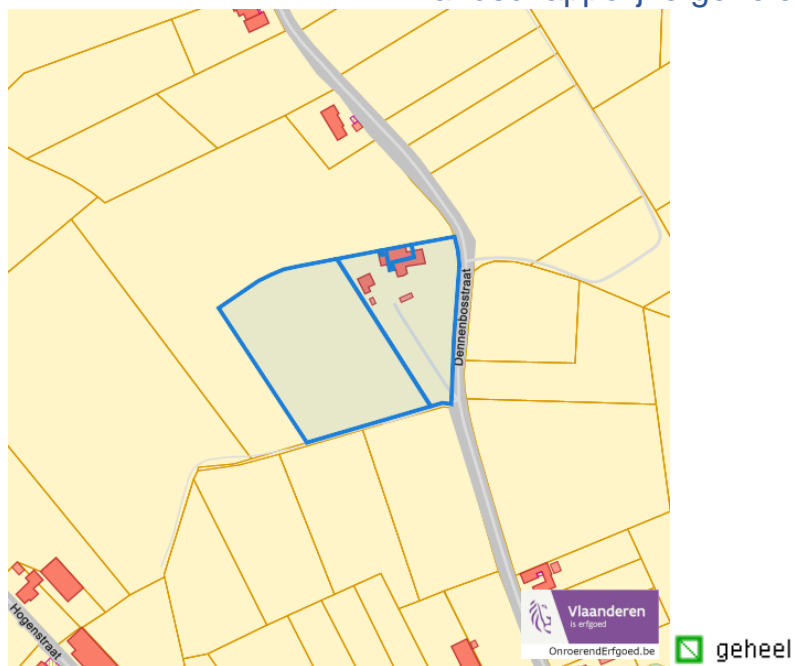 Dennenbosstraat
Hogenstraat
Vlaanderen
is erfgoed
OnroerendErfgoed.be
geheel